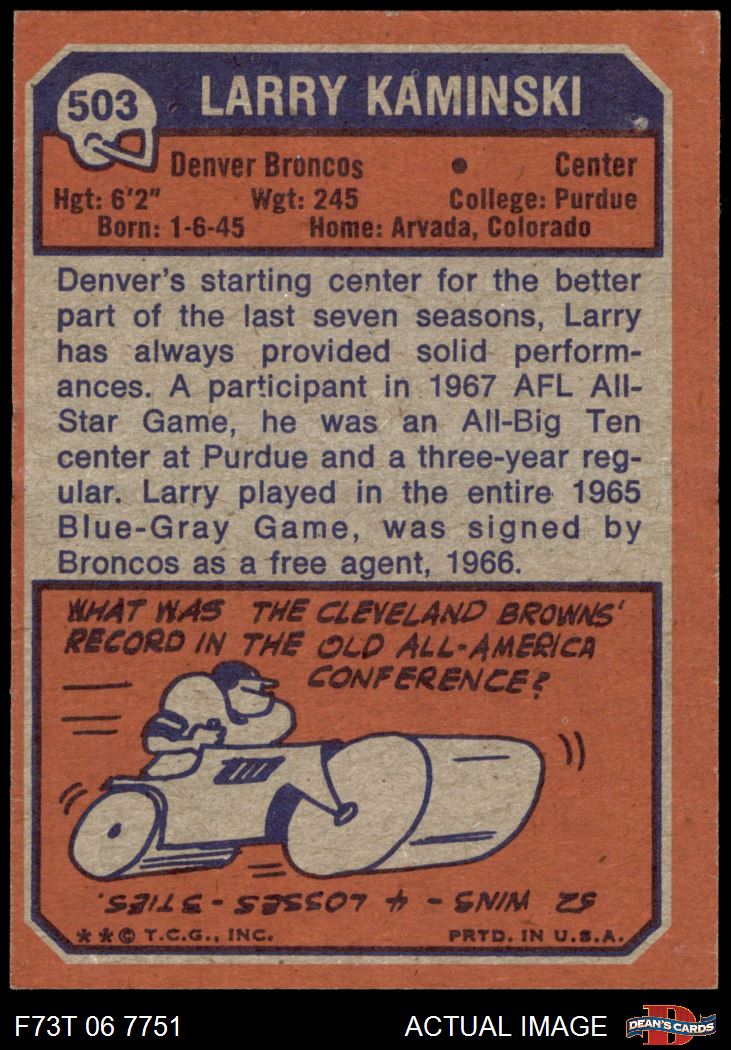 503
LARRY KAMINSKI
Denver Broncos • Center
Hgt: 6'2" Wgt: 245 College: Purdue
Born: 1-6-45 Home: Arvada, Colorado
Denver's starting center for the better
part of the last seven seasons, Larry
has always provided solid perform-
ances. A participant in 1967 AFL All-
Star Game, he was an All-Big Ten
center at Purdue and a three-year reg-
ular. Larry played in the entire 1965
Blue-Gray Game, was signed by
Broncos as a free agent, 1966.
WHAT WAS THE CLEVELAND BROWNS'
RECORD IN THE OLD ALL-AMERICA
CONFERENCE?
52 WINS - 4 LOSSES - 3 TIES.
**© T.C.G., INC. PRTD. IN U.S.A.
F73T 06 7751 ACTUAL IMAGE DEAN'S CARDS